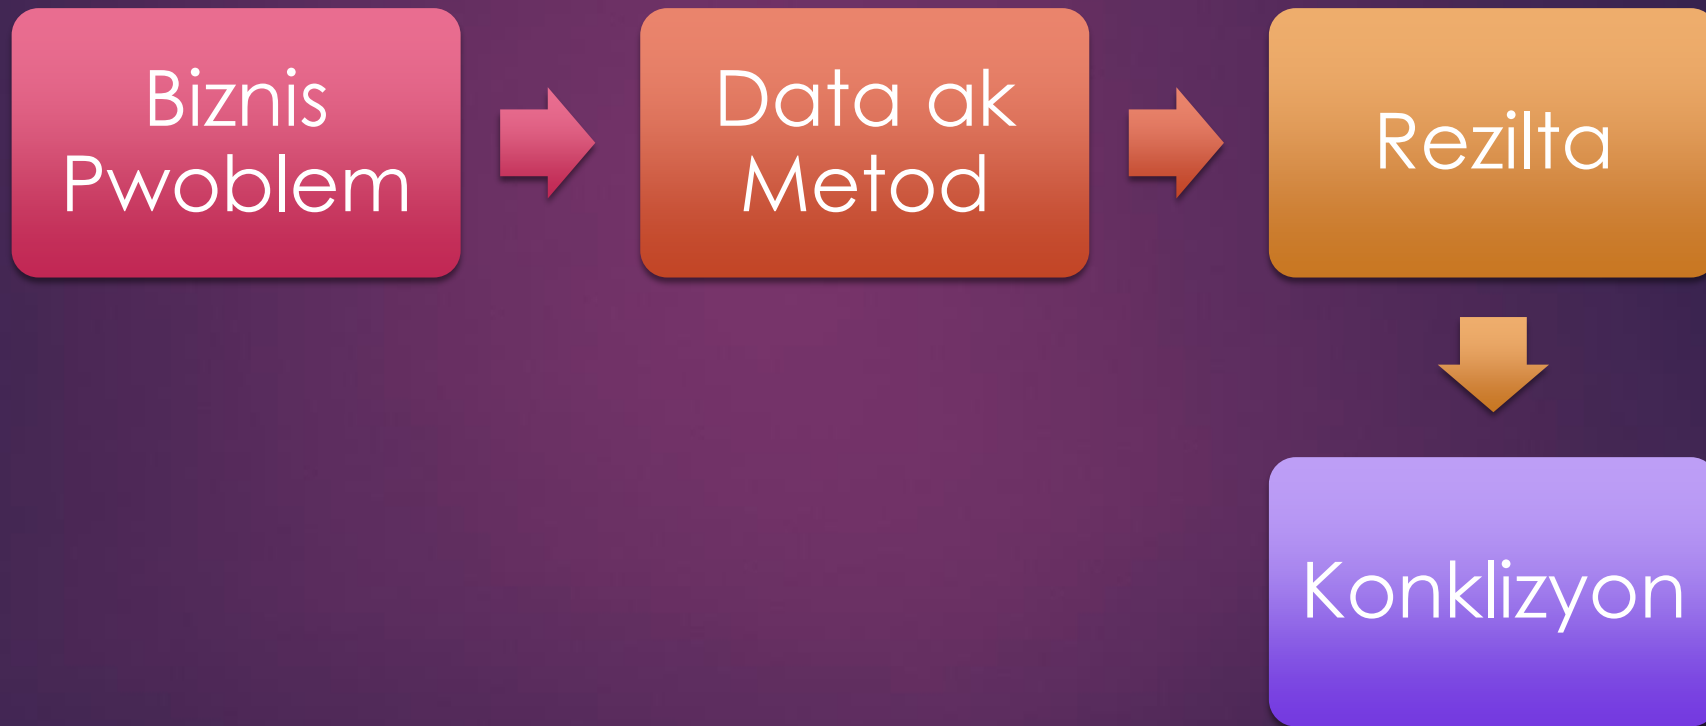 Biznis
Pwoblem
Data ak
Metod
Rezilta
Konklizyon